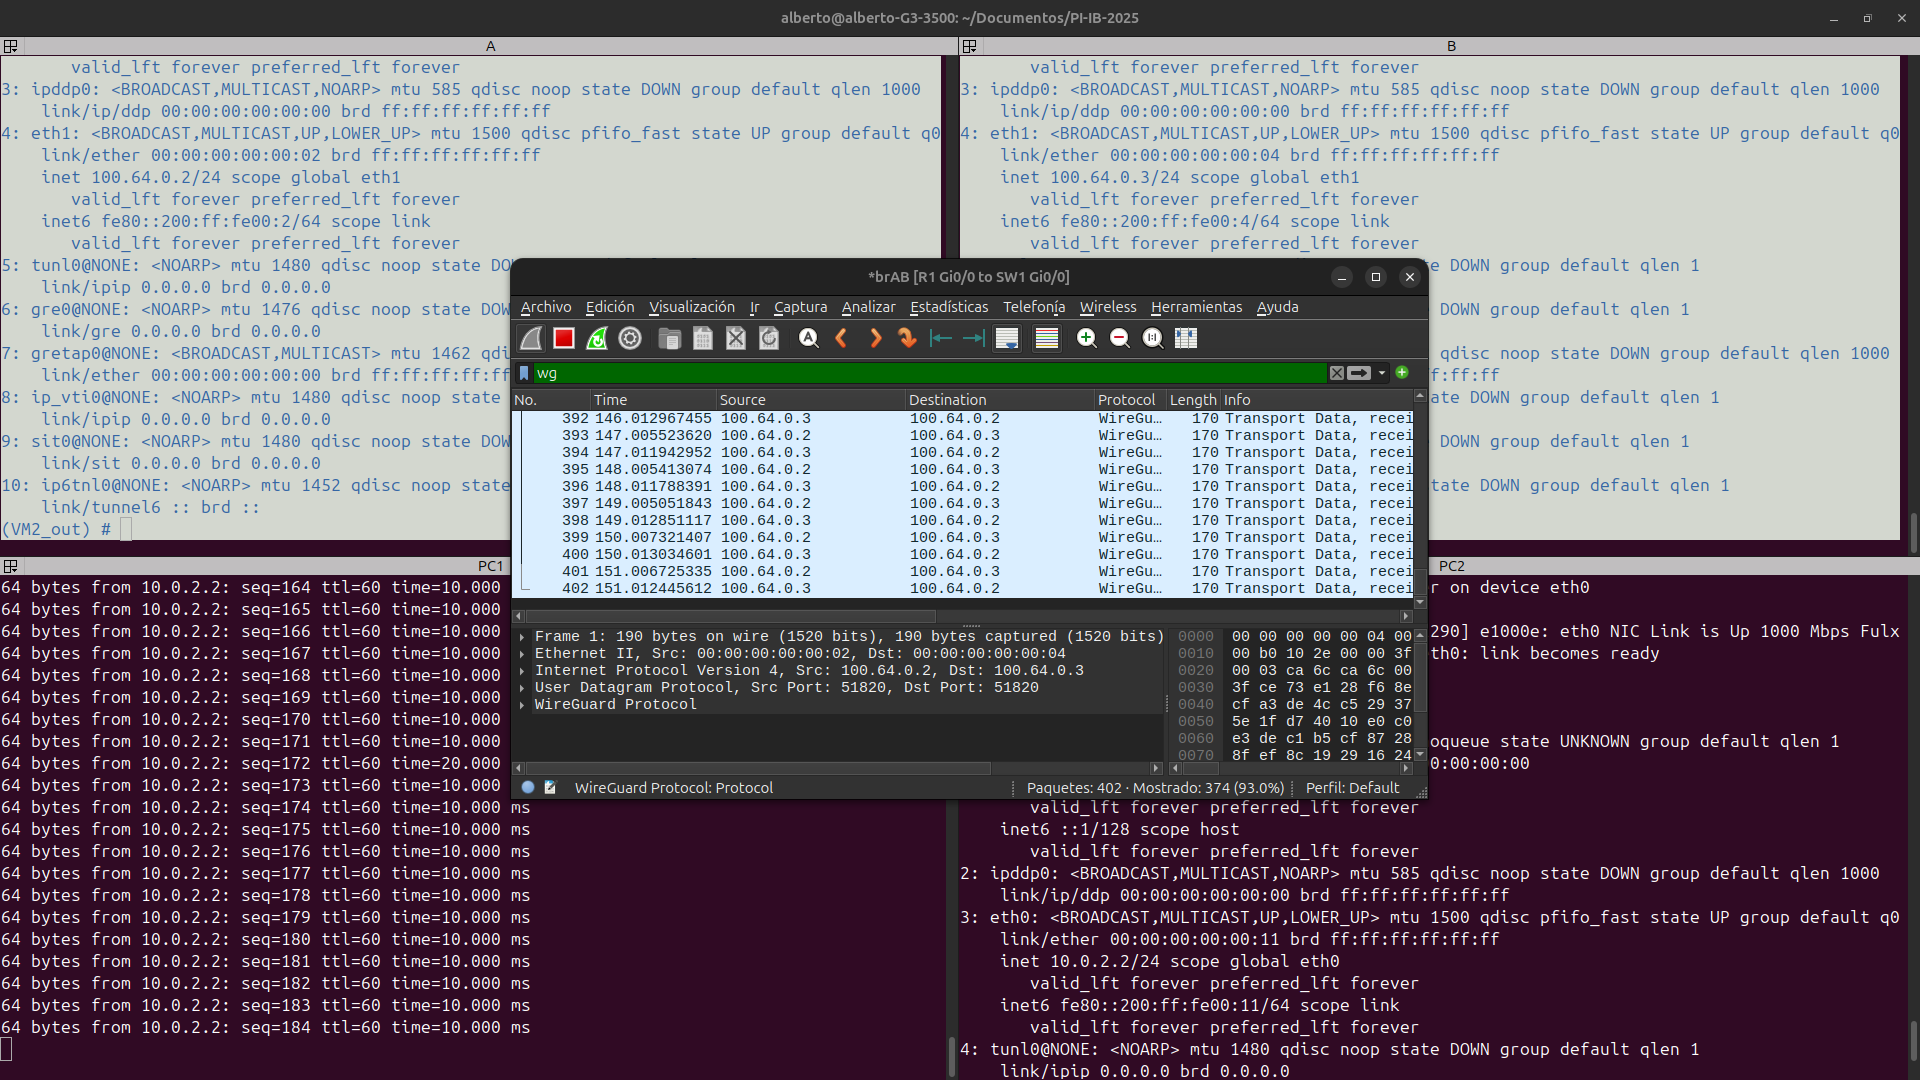 alberto@alberto-G3-3500: ~/Documentos/PI-IB-2025
A
valid_lft forever preferred_lft forever
3: ipddp0: <BROADCAST,MULTICAST,NOARP> mtu 585 qdisc noop state DOWN group default qlen 1000
link/ip/ddp 00:00:00:00:00:00 brd ff:ff:ff:ff:ff:ff
4: eth1: <BROADCAST,MULTICAST,UP,LOWER_UP> mtu 1500 qdisc pfifo_fast state UP group default q0
link/ether 00:00:00:00:00:02 brd ff:ff:ff:ff:ff:ff
inet 100.64.0.2/24 scope global eth1
valid_lft forever preferred_lft forever
inet6 fe80::200:ff:fe00:2/64 scope link
valid_lft forever preferred_lft forever
5: tunl0@NONE: <NOARP> mtu 1480 qdisc noop state DO
link/ipip 0.0.0.0 brd 0.0.0.0
6: gre0@NONE: <NOARP> mtu 1476 qdisc noop state DOW
link/gre 0.0.0.0 brd 0.0.0.0
7: gretap0@NONE: <BROADCAST,MULTICAST> mtu 1462 qdi
link/ether 00:00:00:00:00:00 brd ff:ff:ff:ff:ff:ff
8: ip_vti0@NONE: <NOARP> mtu 1480 qdisc noop state
link/ipip 0.0.0.0 brd 0.0.0.0
9: sit0@NONE: <NOARP> mtu 1480 qdisc noop state DOW
link/sit 0.0.0.0 brd 0.0.0.0
10: ip6tnl0@NONE: <NOARP> mtu 1452 qdisc noop state
link/tunnel6 :: brd ::
(VM2_out) #
B
valid_lft forever preferred_lft forever
3: ipddp0: <BROADCAST,MULTICAST,NOARP> mtu 585 qdisc noop state DOWN group default qlen 1000
link/ip/ddp 00:00:00:00:00:00 brd ff:ff:ff:ff:ff:ff
4: eth1: <BROADCAST,MULTICAST,UP,LOWER_UP> mtu 1500 qdisc pfifo_fast state UP group default q0
link/ether 00:00:00:00:00:04 brd ff:ff:ff:ff:ff:ff
inet 100.64.0.3/24 scope global eth1
valid_lft forever preferred_lft forever
inet6 fe80::200:ff:fe00:4/64 scope link
valid_lft forever preferred_lft forever
e DOWN group default qlen 1
DOWN group default qlen 1
qdisc noop state DOWN group default qlen 1000
f:ff:ff
ate DOWN group default qlen 1
DOWN group default qlen 1
tate DOWN group default qlen 1
*brAB [R1 Gi0/0 to SW1 Gi0/0]
Archivo Edición Visualización Ir Captura Analizar Estadísticas Telefonía Wireless Herramientas Ayuda
wg
No. Time Source Destination Protocol Length Info
392 146.012967455 100.64.0.3 100.64.0.2 WireGu… 170 Transport Data, recei
393 147.005523620 100.64.0.2 100.64.0.3 WireGu… 170 Transport Data, recei
394 147.011942952 100.64.0.3 100.64.0.2 WireGu… 170 Transport Data, recei
395 148.005413074 100.64.0.2 100.64.0.3 WireGu… 170 Transport Data, recei
396 148.011788391 100.64.0.3 100.64.0.2 WireGu… 170 Transport Data, recei
397 149.005051843 100.64.0.2 100.64.0.3 WireGu… 170 Transport Data, recei
398 149.012851117 100.64.0.3 100.64.0.2 WireGu… 170 Transport Data, recei
399 150.007321407 100.64.0.2 100.64.0.3 WireGu… 170 Transport Data, recei
400 150.013034601 100.64.0.3 100.64.0.2 WireGu… 170 Transport Data, recei
401 151.006725335 100.64.0.2 100.64.0.3 WireGu… 170 Transport Data, recei
402 151.012445612 100.64.0.3 100.64.0.2 WireGu… 170 Transport Data, recei
Frame 1: 190 bytes on wire (1520 bits), 190 bytes captured (1520 bits)
Ethernet II, Src: 00:00:00:00:00:02, Dst: 00:00:00:00:00:04
Internet Protocol Version 4, Src: 100.64.0.2, Dst: 100.64.0.3
User Datagram Protocol, Src Port: 51820, Dst Port: 51820
WireGuard Protocol
0000 00 00 00 00 00 04 00
0010 00 b0 10 2e 00 00 3f
0020 00 03 ca 6c ca 6c 00
0030 3f ce 73 e1 28 f6 8e
0040 cf a3 de 4c c5 29 37
0050 5e 1f d7 40 10 e0 c0
0060 e3 de c1 b5 cf 87 28
0070 8f ef 8c 19 29 16 24
WireGuard Protocol: Protocol
Paquetes: 402 · Mostrado: 374 (93.0%)
Perfil: Default
PC1
64 bytes from 10.0.2.2: seq=164 ttl=60 time=10.000
64 bytes from 10.0.2.2: seq=165 ttl=60 time=10.000
64 bytes from 10.0.2.2: seq=166 ttl=60 time=10.000
64 bytes from 10.0.2.2: seq=167 ttl=60 time=10.000
64 bytes from 10.0.2.2: seq=168 ttl=60 time=10.000
64 bytes from 10.0.2.2: seq=169 ttl=60 time=10.000
64 bytes from 10.0.2.2: seq=170 ttl=60 time=10.000
64 bytes from 10.0.2.2: seq=171 ttl=60 time=10.000
64 bytes from 10.0.2.2: seq=172 ttl=60 time=20.000
64 bytes from 10.0.2.2: seq=173 ttl=60 time=10.000
64 bytes from 10.0.2.2: seq=174 ttl=60 time=10.000 ms
64 bytes from 10.0.2.2: seq=175 ttl=60 time=10.000 ms
64 bytes from 10.0.2.2: seq=176 ttl=60 time=10.000 ms
64 bytes from 10.0.2.2: seq=177 ttl=60 time=10.000 ms
64 bytes from 10.0.2.2: seq=178 ttl=60 time=10.000 ms
64 bytes from 10.0.2.2: seq=179 ttl=60 time=10.000 ms
64 bytes from 10.0.2.2: seq=180 ttl=60 time=10.000 ms
64 bytes from 10.0.2.2: seq=181 ttl=60 time=10.000 ms
64 bytes from 10.0.2.2: seq=182 ttl=60 time=10.000 ms
64 bytes from 10.0.2.2: seq=183 ttl=60 time=10.000 ms
64 bytes from 10.0.2.2: seq=184 ttl=60 time=10.000 ms
PC2
r on device eth0
290] e1000e: eth0 NIC Link is Up 1000 Mbps Fulx
th0: link becomes ready
oqueue state UNKNOWN group default qlen 1
0:00:00:00
valid_lft forever preferred_lft forever
inet6 ::1/128 scope host
valid_lft forever preferred_lft forever
2: ipddp0: <BROADCAST,MULTICAST,NOARP> mtu 585 qdisc noop state DOWN group default qlen 1000
link/ip/ddp 00:00:00:00:00:00 brd ff:ff:ff:ff:ff:ff
3: eth0: <BROADCAST,MULTICAST,UP,LOWER_UP> mtu 1500 qdisc pfifo_fast state UP group default q0
link/ether 00:00:00:00:00:11 brd ff:ff:ff:ff:ff:ff
inet 10.0.2.2/24 scope global eth0
valid_lft forever preferred_lft forever
inet6 fe80::200:ff:fe00:11/64 scope link
valid_lft forever preferred_lft forever
4: tunl0@NONE: <NOARP> mtu 1480 qdisc noop state DOWN group default qlen 1
link/ipip 0.0.0.0 brd 0.0.0.0